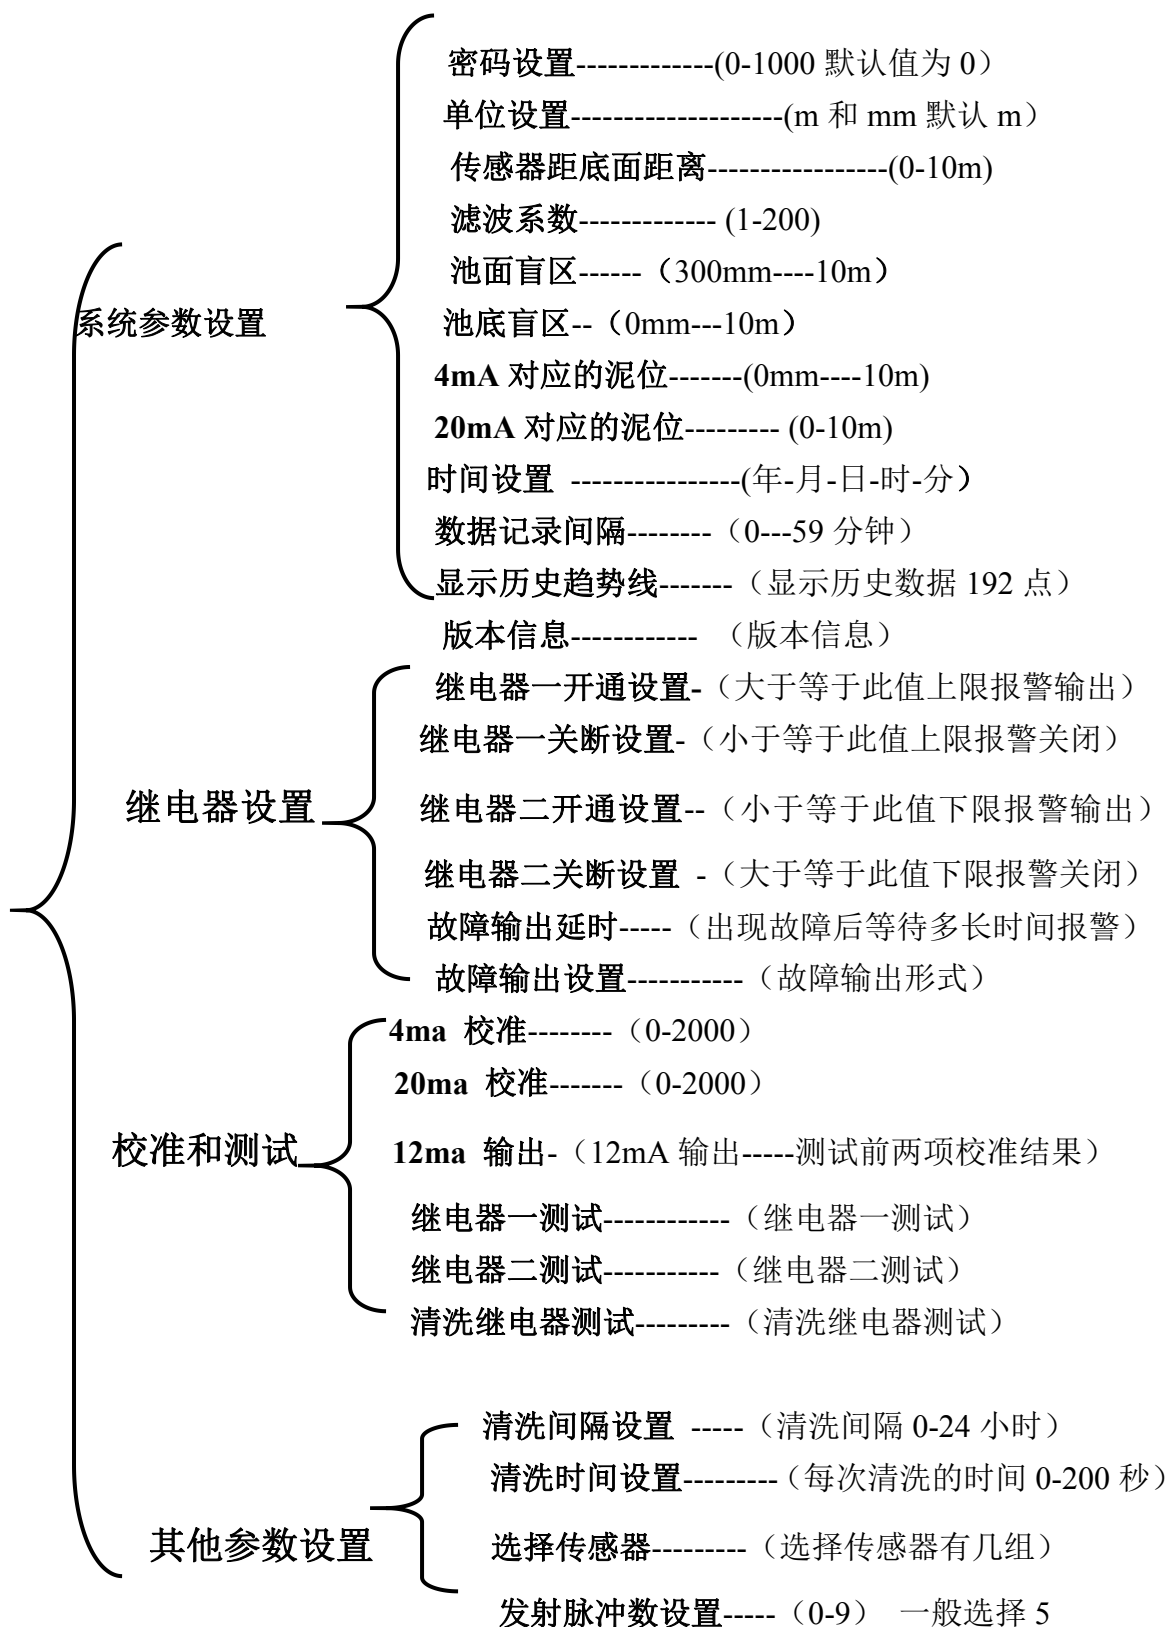 密码设置-------------(0-1000 默认值为 0）
单位设置--------------------(m 和 mm 默认 m）
传感器距底面距离-----------------(0-10m)
滤波系数------------- (1-200)
池面盲区------（300mm----10m）
系统参数设置
池底盲区--（0mm---10m）
4mA 对应的泥位-------(0mm----10m)
20mA 对应的泥位--------- (0-10m)
时间设置 ----------------(年-月-日-时-分）
数据记录间隔--------（0---59 分钟）
显示历史趋势线-------（显示历史数据 192 点）
版本信息------------ （版本信息）
继电器一开通设置-（大于等于此值上限报警输出）
继电器一关断设置-（小于等于此值上限报警关闭）
继电器设置
继电器二开通设置--（小于等于此值下限报警输出）
继电器二关断设置 -（大于等于此值下限报警关闭）
故障输出延时-----（出现故障后等待多长时间报警）
故障输出设置-----------（故障输出形式）
4ma 校准--------（0-2000）
20ma 校准-------（0-2000）
校准和测试
12ma 输出-（12mA 输出-----测试前两项校准结果）
继电器一测试------------（继电器一测试）
继电器二测试-----------（继电器二测试）
清洗继电器测试---------（清洗继电器测试）
清洗间隔设置 -----（清洗间隔 0-24 小时）
清洗时间设置---------（每次清洗的时间 0-200 秒）
其他参数设置
选择传感器---------（选择传感器有几组）
发射脉冲数设置-----（0-9） 一般选择 5